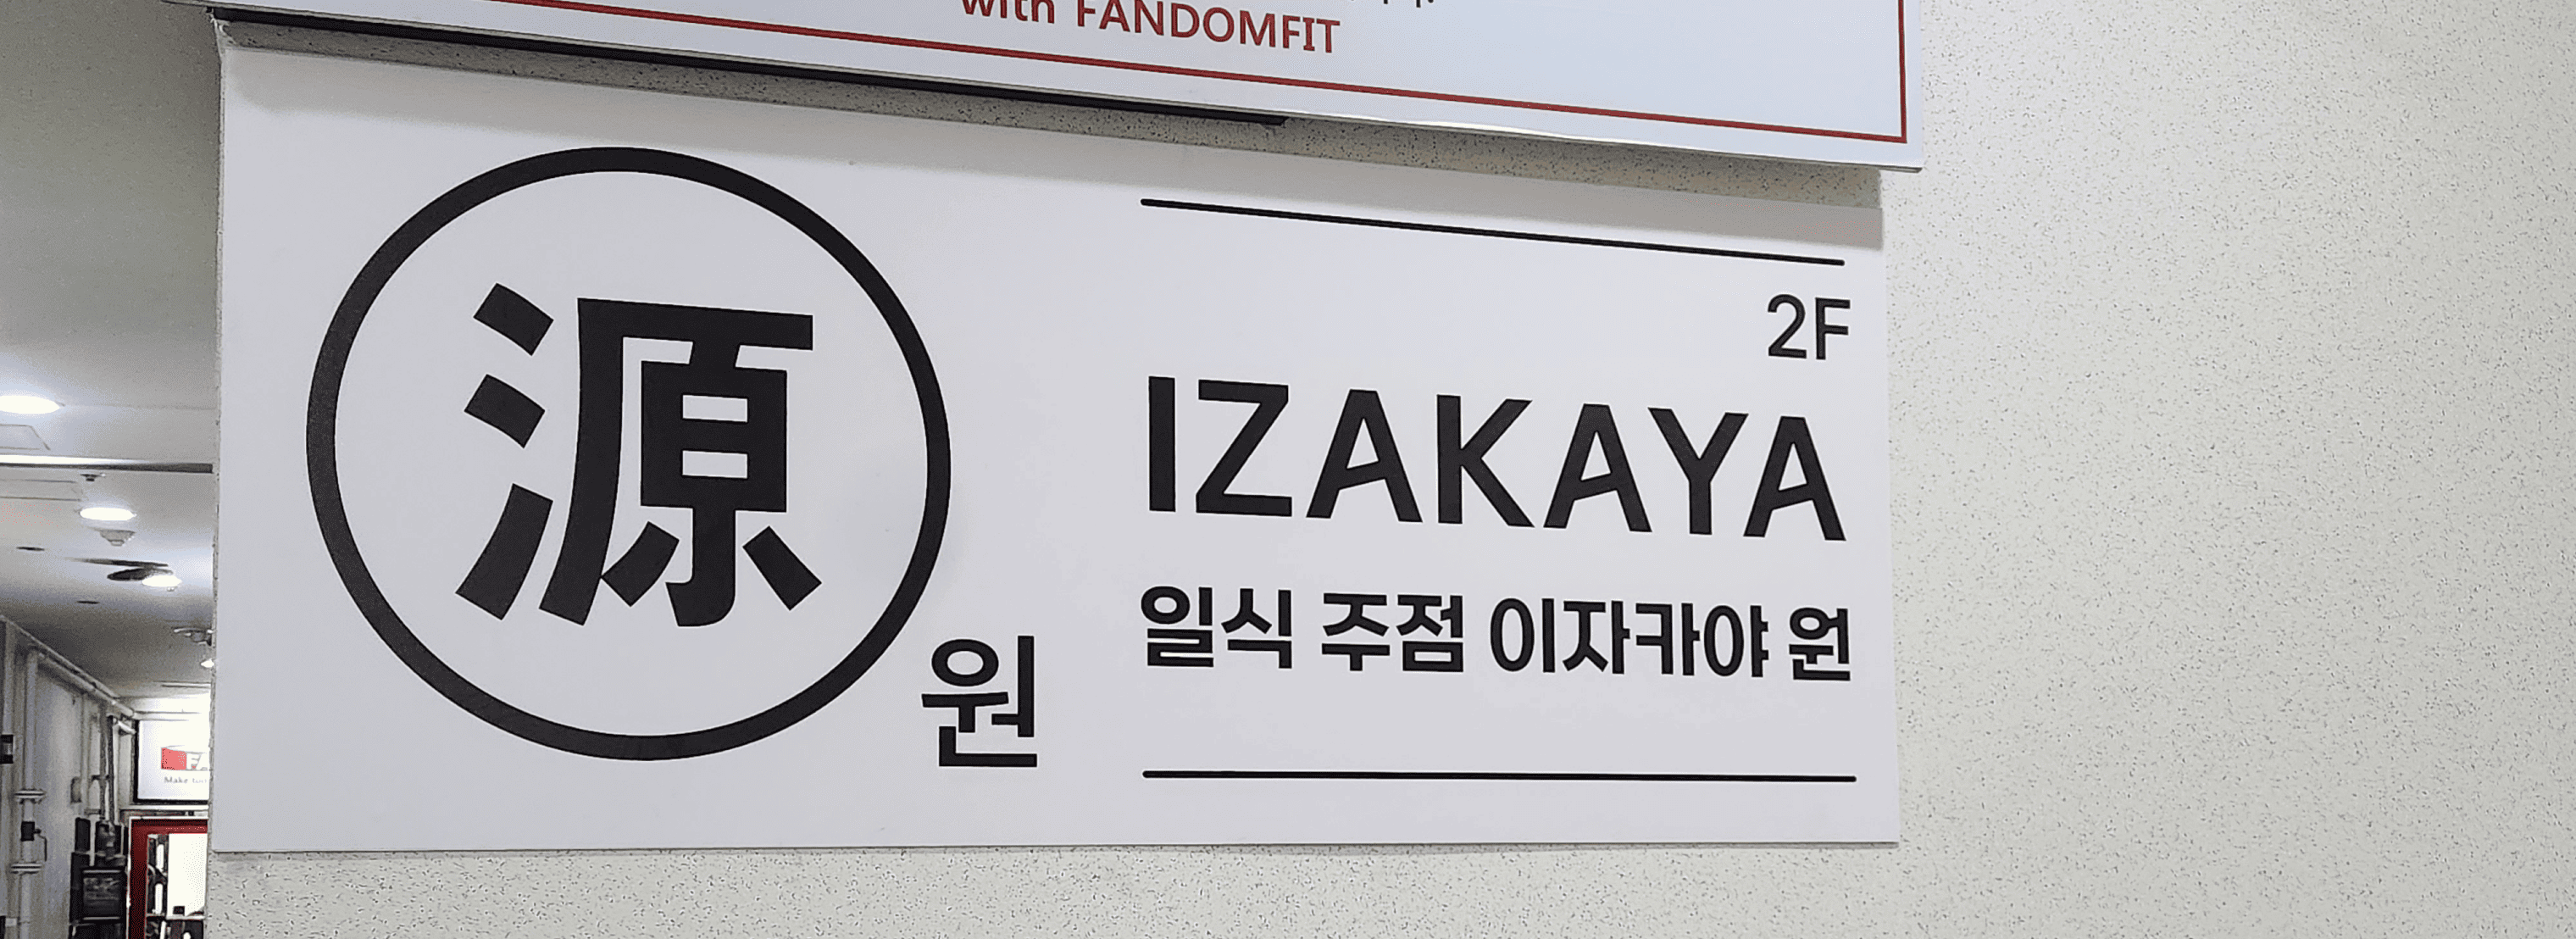 with FANDOMFIT
源
원
2F
IZAKAYA
일식 주점 이자카야 원